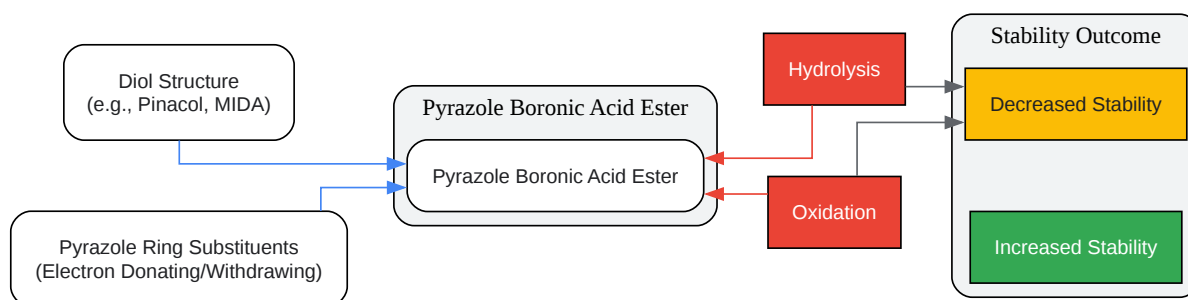 Diol Structure
(e.g., Pinacol, MIDA)
Pyrazole Ring Substituents
(Electron Donating/Withdrawing)
Pyrazole Boronic Acid Ester
Pyrazole Boronic Acid Ester
Hydrolysis
Oxidation
Stability Outcome
Decreased Stability
Increased Stability